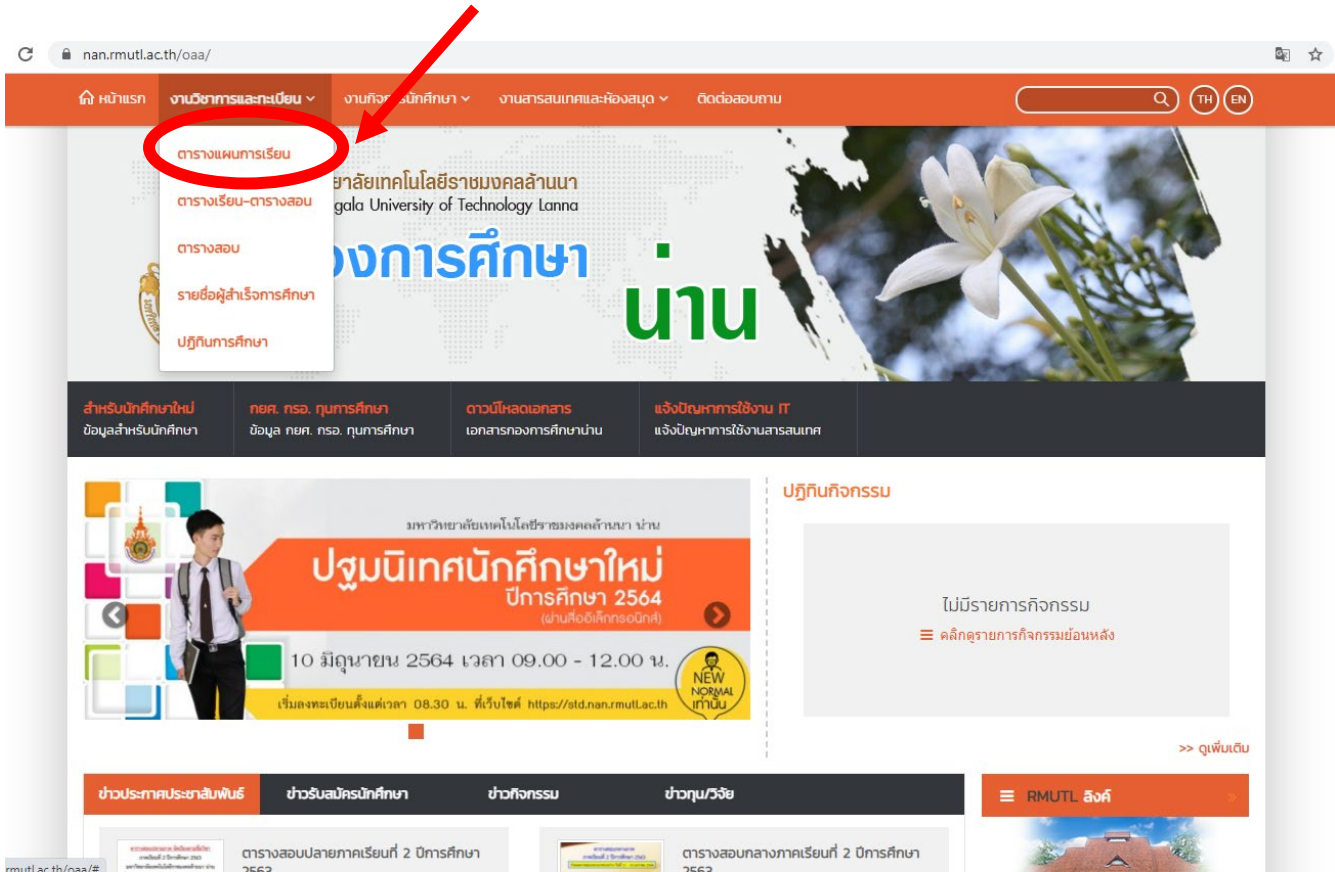 nan.rmutl.ac.th/oaa/
หน้าแรก งานวิชาการและทะเบียน งานกิจกรรมนักศึกษา งานสารสนเทศและห้องสมุด ติดต่อสอบถาม TH EN
ตารางแผนการเรียน
ตารางเรียน-ตารางสอน
ตารางสอบ
รายชื่อผู้สำเร็จการศึกษา
ปฏิทินการศึกษา
ยาลัยเทคโนโลยีราชมงคลล้านนา
gala University of Technology Lanna
องการศึกษา
น่าน
สำหรับนักศึกษาใหม่ กยศ. กรอ. ทุนการศึกษา ดาวน์โหลดเอกสาร แจ้งปัญหาการใช้งาน IT
ข้อมูลสำหรับนักศึกษา ข้อมูล กยศ. กรอ. ทุนการศึกษา เอกสารกองการศึกษาน่าน แจ้งปัญหาการใช้งานสารสนเทศ
มหาวิทยาลัยเทคโนโลยีราชมงคลล้านนา น่าน
ปฐมนิเทศนักศึกษาใหม่
ปีการศึกษา 2564
(ผ่านสื่ออิเล็กทรอนิกส์)
10 มิถุนายน 2564 เวลา 09.00 - 12.00 น.
เริ่มลงทะเบียนตั้งแต่เวลา 08.30 น. ที่เว็บไซต์ https://std.nan.rmutl.ac.th
NEW
NORMAL
เท่านั้น
ปฏิทินกิจกรรม
ไม่มีรายการกิจกรรม
คลิกดูรายการกิจกรรมย้อนหลัง
>> ดูเพิ่มเติม
ข่าวประกาศประชาสัมพันธ์ ข่าวรับสมัครนักศึกษา ข่าวกิจกรรม ข่าวทุน/วิจัย
RMUTL ลิงค์
ตารางสอบปลายภาคเรียนที่ 2 ปีการศึกษา
2563
ตารางสอบกลางภาคเรียนที่ 2 ปีการศึกษา
2563
rmutl.ac.th/oaa/#